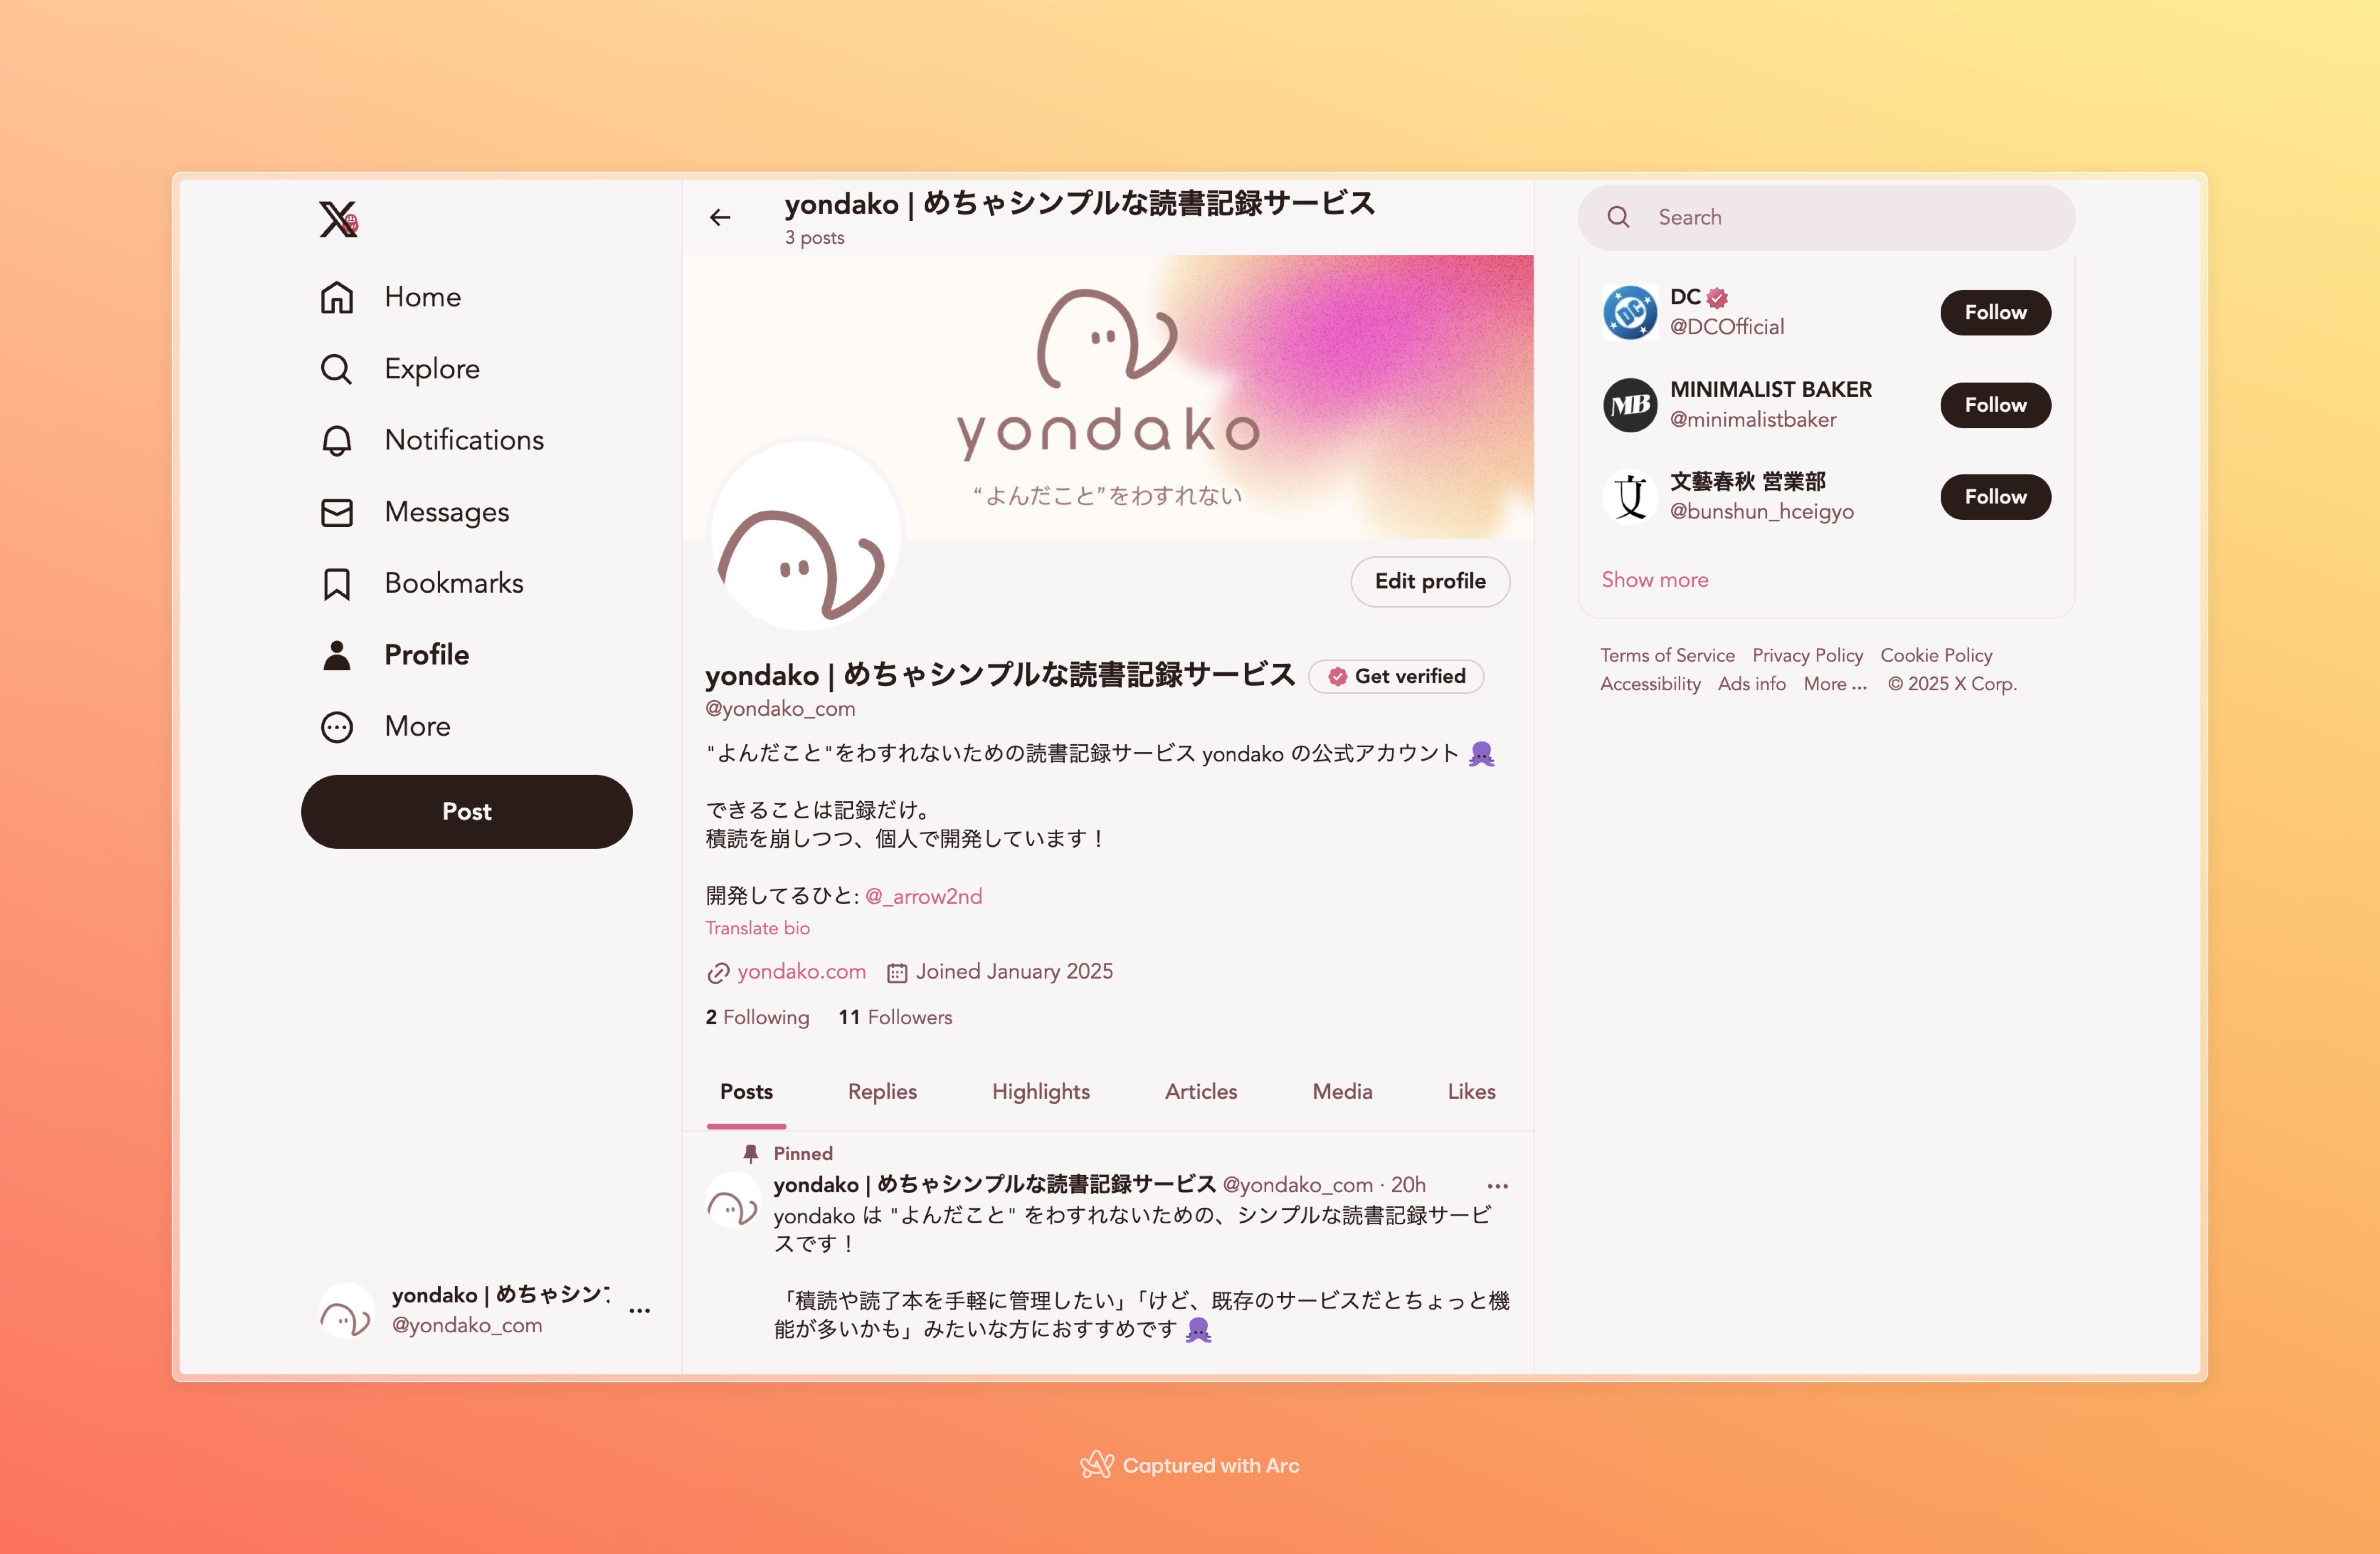 Home
Explore
Notifications
Messages
Bookmarks
Profile
More
Post
yondako | めちゃシン
@yondako_com
yondako | めちゃシンプルな読書記録サービス
3 posts
yondako
“よんだこと”をわすれない
Edit profile
yondako | めちゃシンプルな読書記録サービス Get verified
@yondako_com
"よんだこと"をわすれないための読書記録サービス yondako の公式アカウント 🐙
できることは記録だけ。
積読を崩しつつ、個人で開発しています！
開発してるひと: @_arrow2nd
Translate bio
yondako.com Joined January 2025
2 Following 11 Followers
Posts Replies Highlights Articles Media Likes
Pinned
yondako | めちゃシンプルな読書記録サービス @yondako_com · 20h
yondako は "よんだこと" をわすれないための、シンプルな読書記録サービ
スです！
「積読や読了本を手軽に管理したい」「けど、既存のサービスだとちょっと機
能が多いかも」みたいな方におすすめです 🐙
Search
DC
@DCOfficial
Follow
MB
MINIMALIST BAKER
@minimalistbaker
Follow
文
文藝春秋 営業部
@bunshun_hceigyo
Follow
Show more
Terms of Service Privacy Policy Cookie Policy
Accessibility Ads info More ... © 2025 X Corp.
Captured with Arc